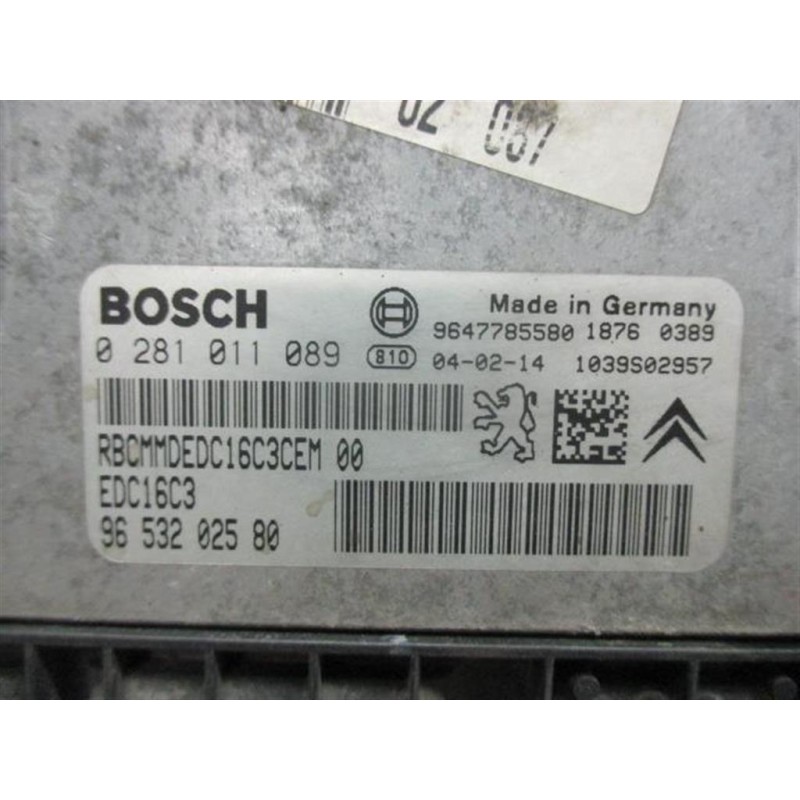 02 087
BOSCH
Made in Germany
9647785580 1876 0389
0 281 011 089 810 04-02-14 1039S02957
RBCMMDEDC16C3CEM 00
EDC16C3
96 532 025 80